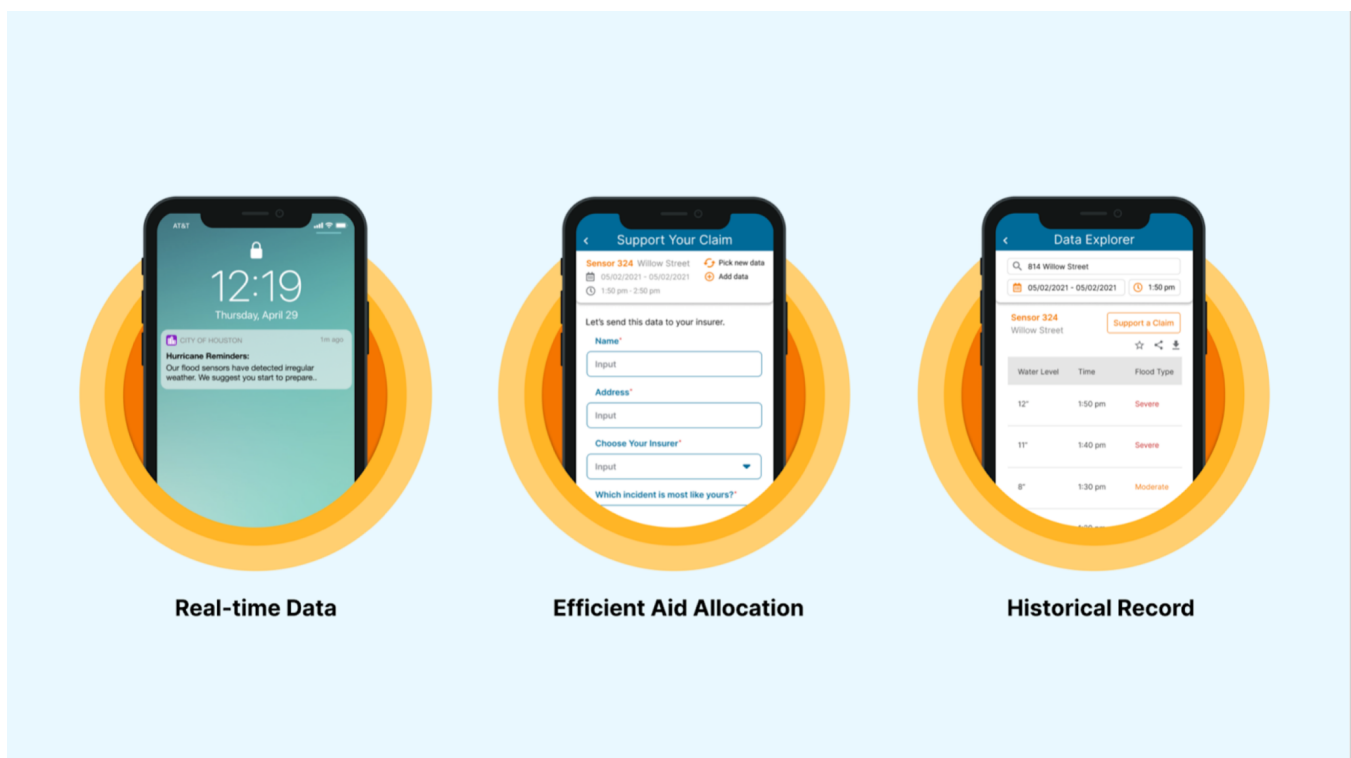 AT&T
12:19
Thursday, April 29
CITY OF HOUSTON 1m ago
Hurricane Reminders:
Our flood sensors have detected irregular
weather. We suggest you start to prepare..
Real-time Data
Support Your Claim
Sensor 324 Willow Street Pick new data
05/02/2021 - 05/02/2021 Add data
1:50 pm - 2:50 pm
Let's send this data to your insurer.
Name*
Input
Address*
Input
Choose Your Insurer*
Input
Which incident is most like yours?*
Efficient Aid Allocation
Data Explorer
814 Willow Street
05/02/2021 - 05/02/2021 1:50 pm
Sensor 324
Willow Street
Support a Claim
Water Level Time Flood Type
12" 1:50 pm Severe
11" 1:40 pm Severe
8" 1:30 pm Moderate
Historical Record